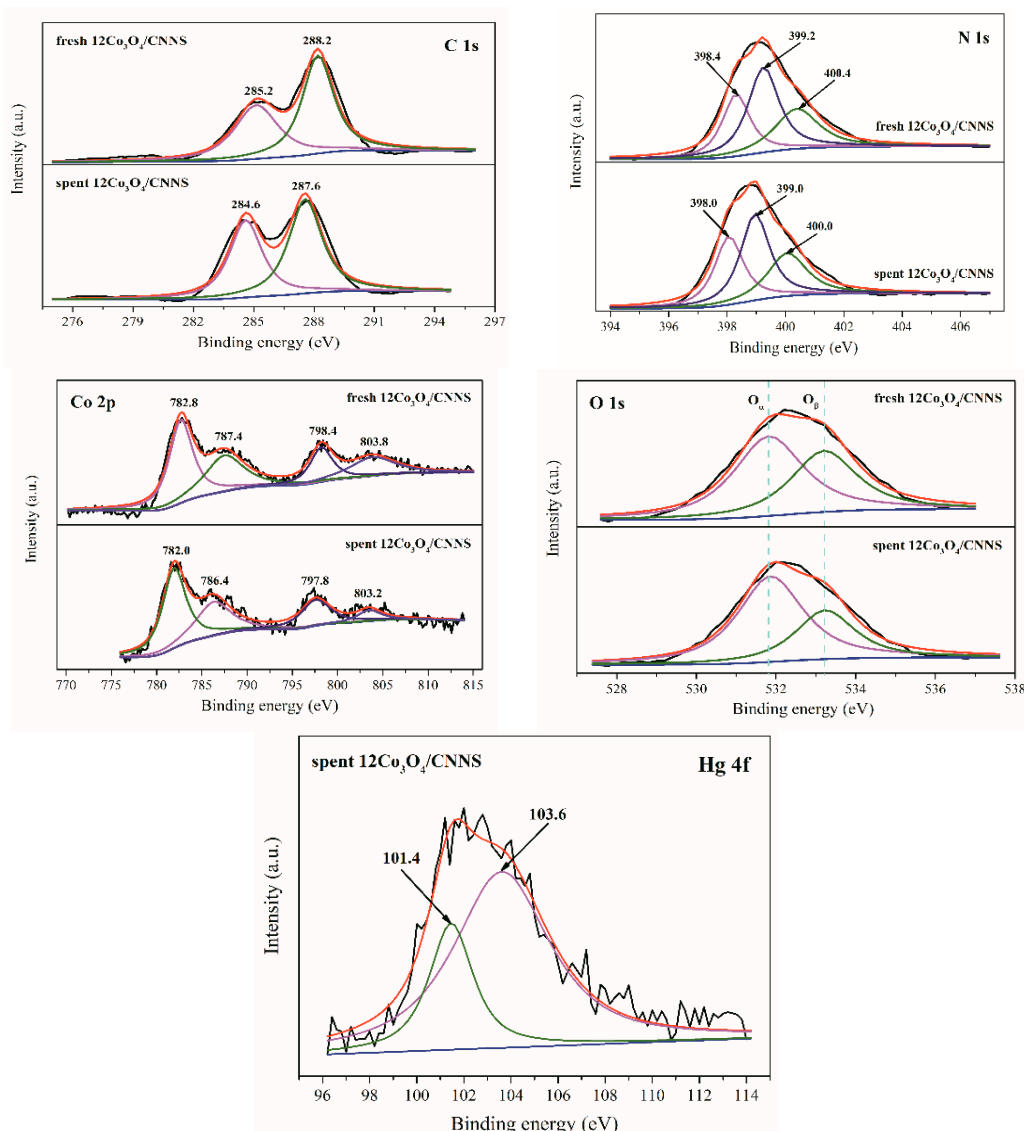 fresh 12Co₃O₄/CNNS
C 1s
288.2
285.2
spent 12Co₃O₄/CNNS
287.6
284.6
Intensity (a.u.)
276 279 282 285 288 291 294 297
Binding energy (eV)
N 1s
399.2
398.4
400.4
fresh 12Co₃O₄/CNNS
399.0
398.0
400.0
spent 12Co₃O₄/CNNS
Intensity (a.u.)
394 396 398 400 402 404 406
Binding energy (eV)
Co 2p
782.8
fresh 12Co₃O₄/CNNS
787.4
798.4
803.8
spent 12Co₃O₄/CNNS
782.0
786.4
797.8
803.2
Intensity (a.u.)
770 775 780 785 790 795 800 805 810 815
Binding energy (eV)
O 1s
Oα
Oβ
fresh 12Co₃O₄/CNNS
spent 12Co₃O₄/CNNS
Intensity (a.u.)
528 530 532 534 536 538
Binding energy (eV)
spent 12Co₃O₄/CNNS
Hg 4f
103.6
101.4
Intensity (a.u.)
96 98 100 102 104 106 108 110 112 114
Binding energy (eV)